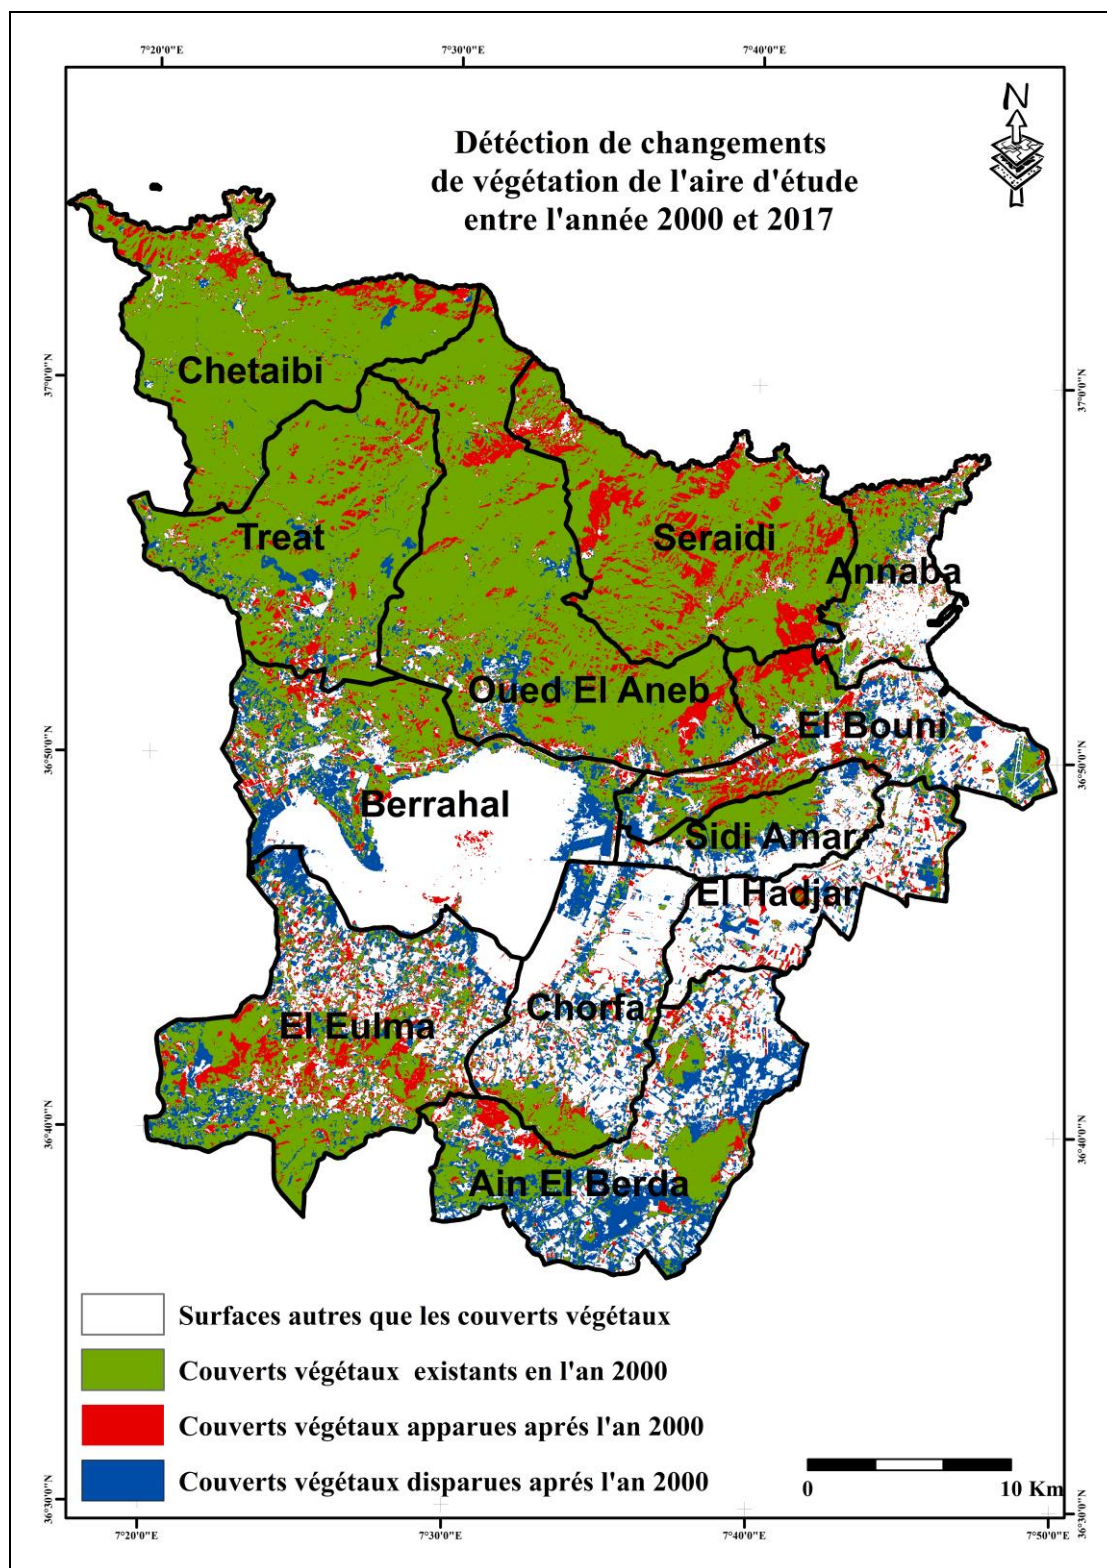 7°20'0"E
7°30'0"E
7°40'0"E
N
Détéction de changements
de végétation de l'aire d'étude
entre l'année 2000 et 2017
37°0'0"N
37°0'0"N
Chetaibi
Treat
Seraidi
Annaba
Oued El Aneb
El Bouni
36°50'0"N
36°50'0"N
Berrahal
Sidi Amar
El Hadjar
Chorfa
El Eulma
36°40'0"N
36°40'0"N
Ain El Berda
Surfaces autres que les couverts végétaux
Couverts végétaux existants en l'an 2000
Couverts végétaux apparues aprés l'an 2000
Couverts végétaux disparues aprés l'an 2000
0 10 Km
36°30'0"N
36°30'0"N
7°20'0"E
7°30'0"E
7°40'0"E
7°50'0"E